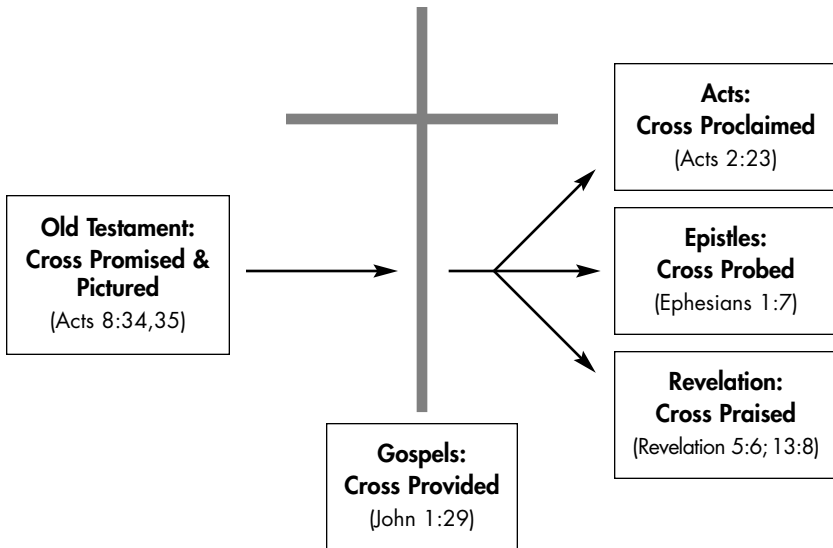 Old Testament:
Cross Promised &
Pictured
(Acts 8:34,35)
Gospels:
Cross Provided
(John 1:29)
Acts:
Cross Proclaimed
(Acts 2:23)
Epistles:
Cross Probed
(Ephesians 1:7)
Revelation:
Cross Praised
(Revelation 5:6; 13:8)